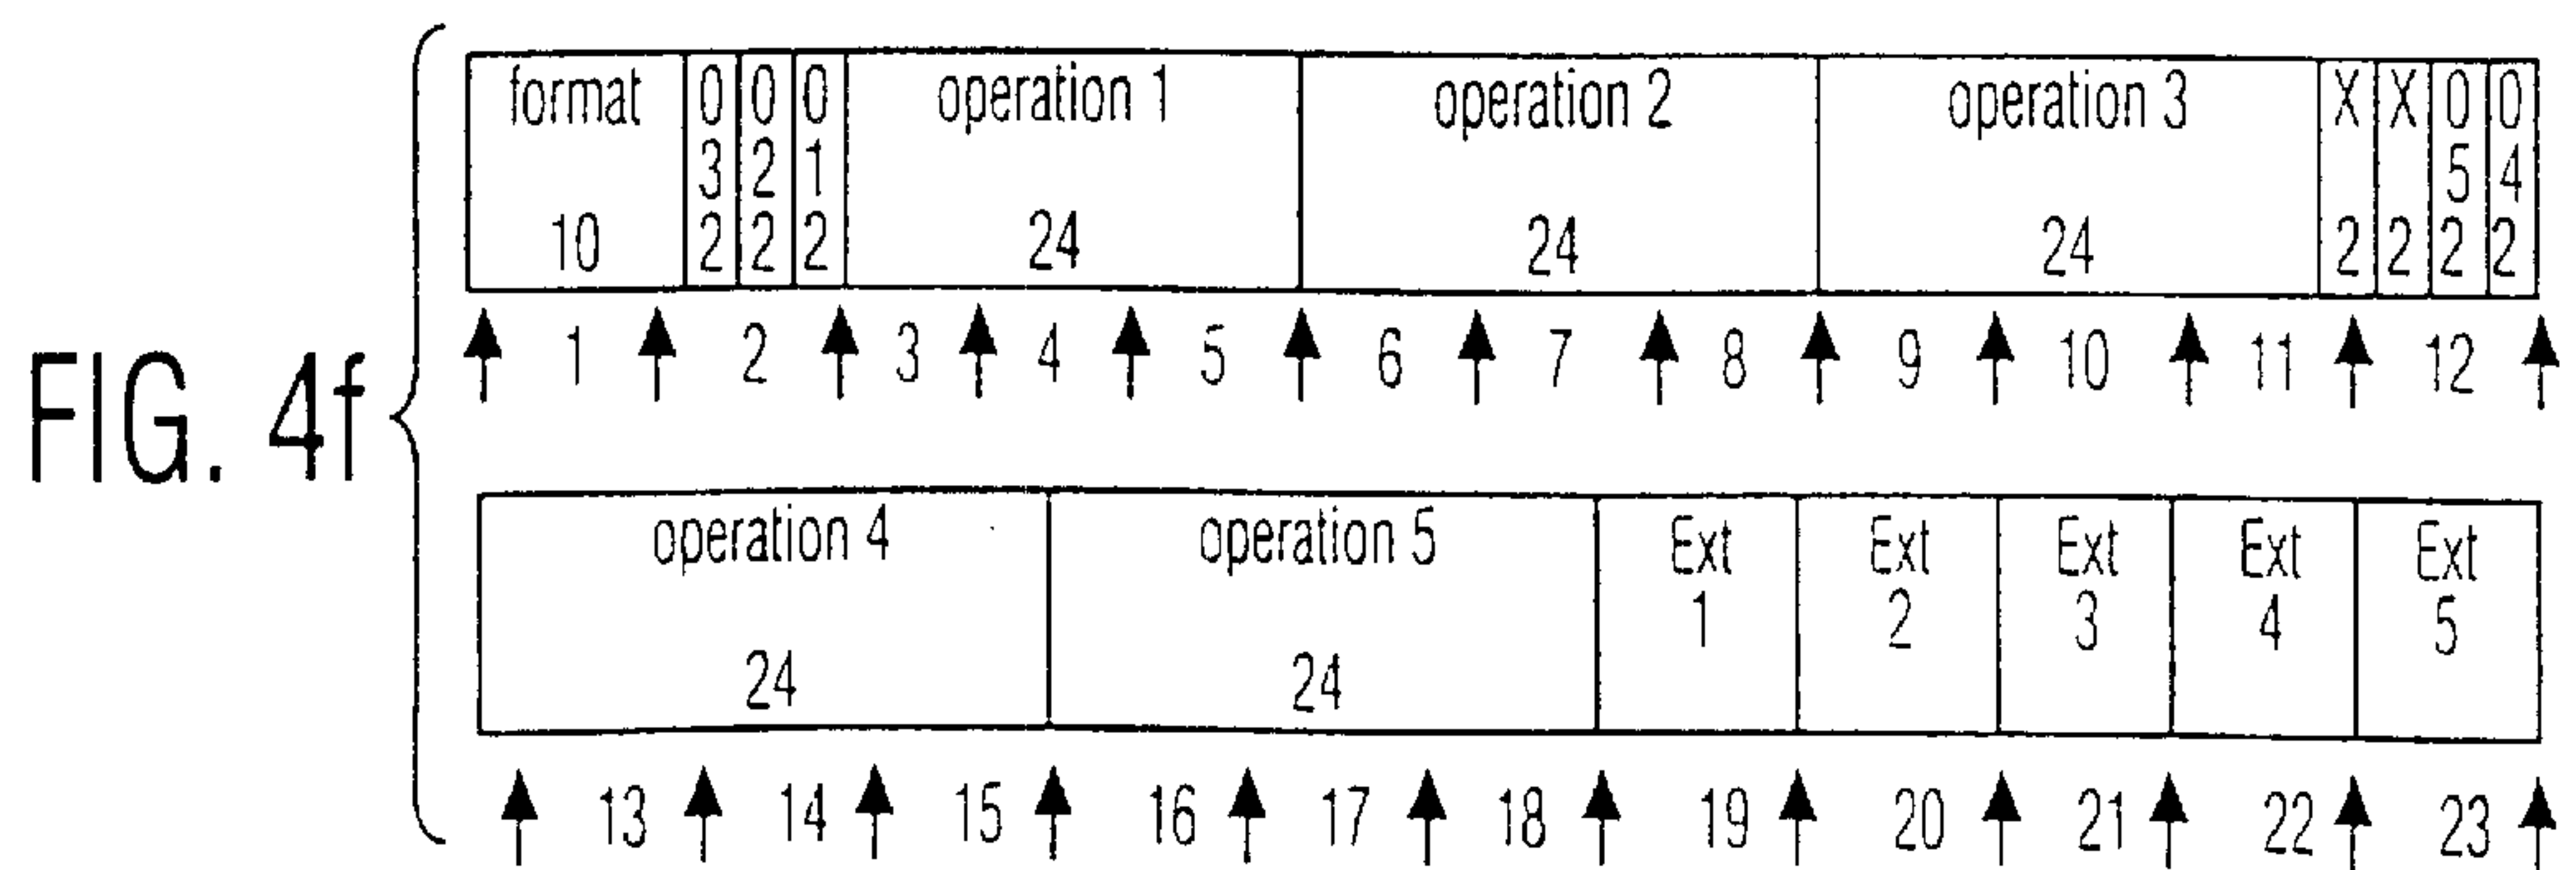 FIG. 4f
format 0 0 0 operation 1 operation 2 operation 3 X X 0 0
3 2 1 5 4
10 2 2 2 24 24 24 2 2 2 2
1 2 3 4 5 6 7 8 9 10 11 12
operation 4 operation 5 Ext Ext Ext Ext Ext
1 2 3 4 5
24 24
13 14 15 16 17 18 19 20 21 22 23